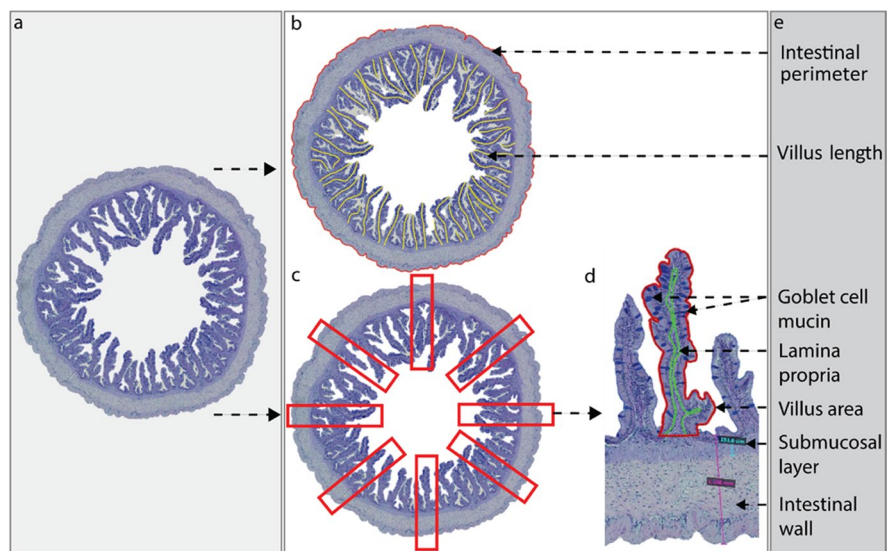 a
b
c
d
e
Intestinal
perimeter
Villus length
Goblet cell
mucin
Lamina
propria
Villus area
Submucosal
layer
Intestinal
wall